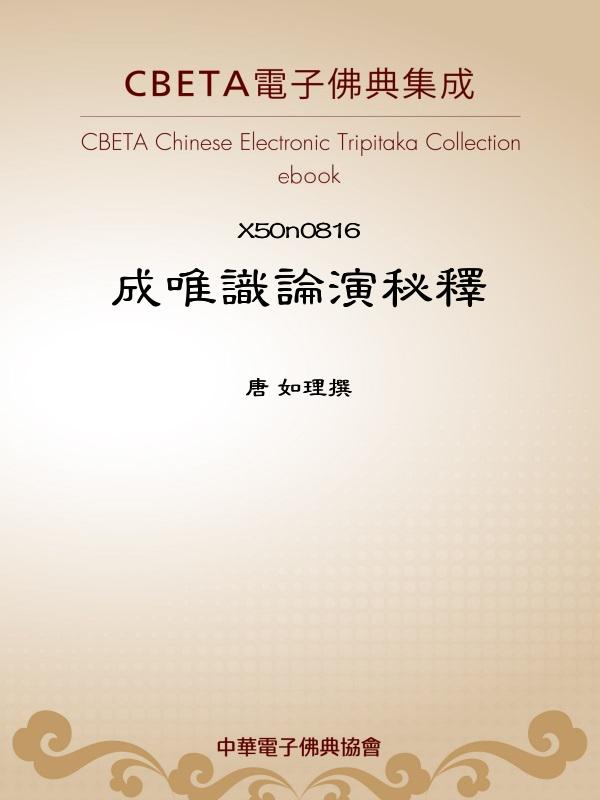 CBETA電子佛典集成
CBETA Chinese Electronic Tripitaka Collection
ebook
X50n0816
成唯識論演秘釋
唐 如理撰
中華電子佛典協會